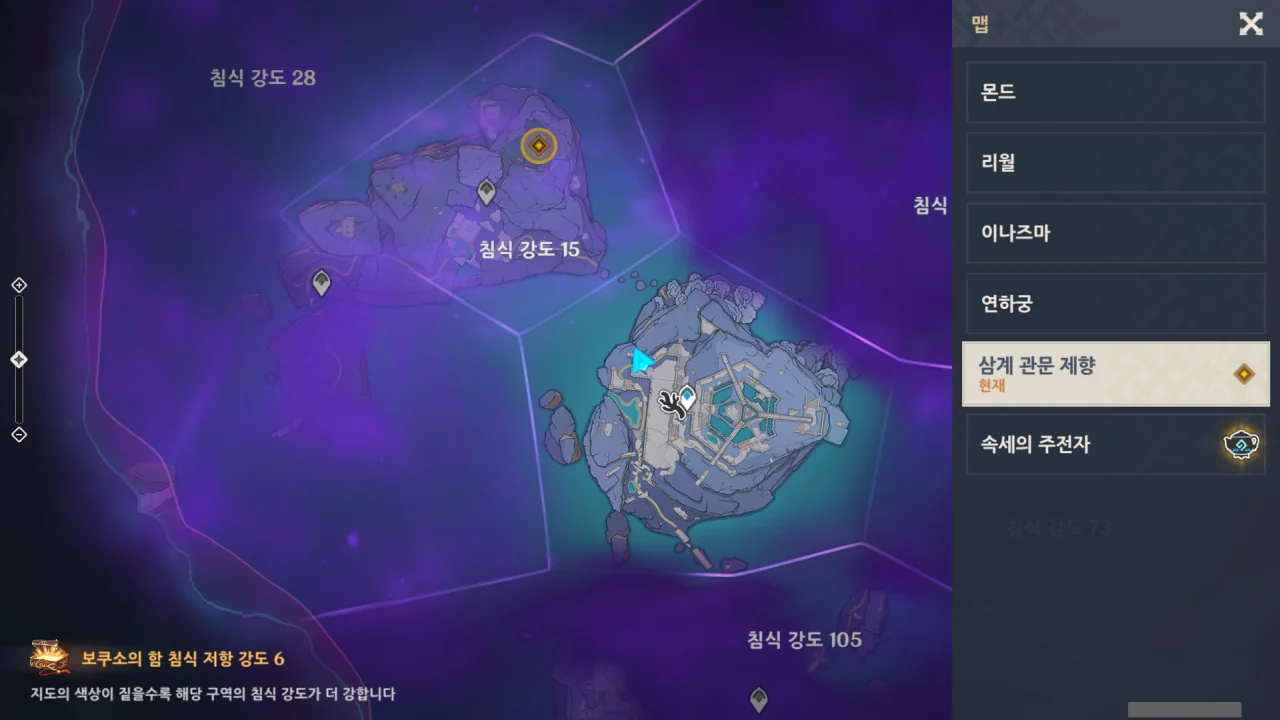 맵
침식 강도 28
몬드
리월
침식
이나즈마
침식 강도 15
연하궁
삼계 관문 제향
현재
속세의 주전자
침식 강도 73
침식 강도 105
보쿠소의 함 침식 저항 강도 6
지도의 색상이 짙을수록 해당 구역의 침식 강도가 더 강합니다